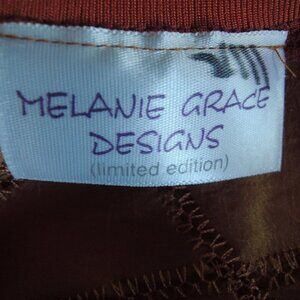 MELANIE GRACE
DESIGNS
(limited edition)